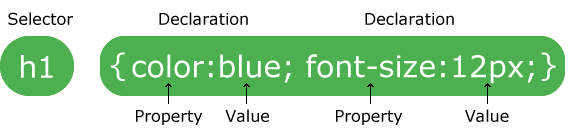 Selector Declaration Declaration
h1 {color:blue; font-size:12px;}
Property Value Property Value